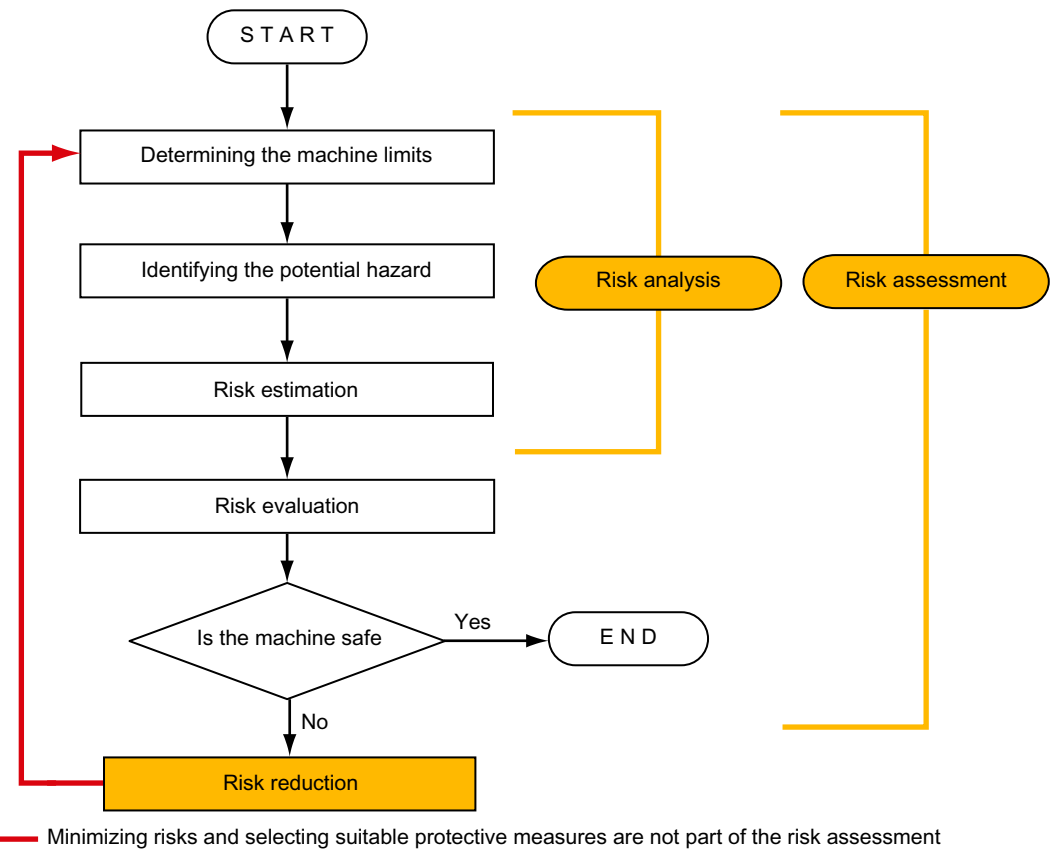 S T A R T
Determining the machine limits
Identifying the potential hazard
Risk analysis
Risk assessment
Risk estimation
Risk evaluation
Is the machine safe
Yes
E N D
No
Risk reduction
Minimizing risks and selecting suitable protective measures are not part of the risk assessment